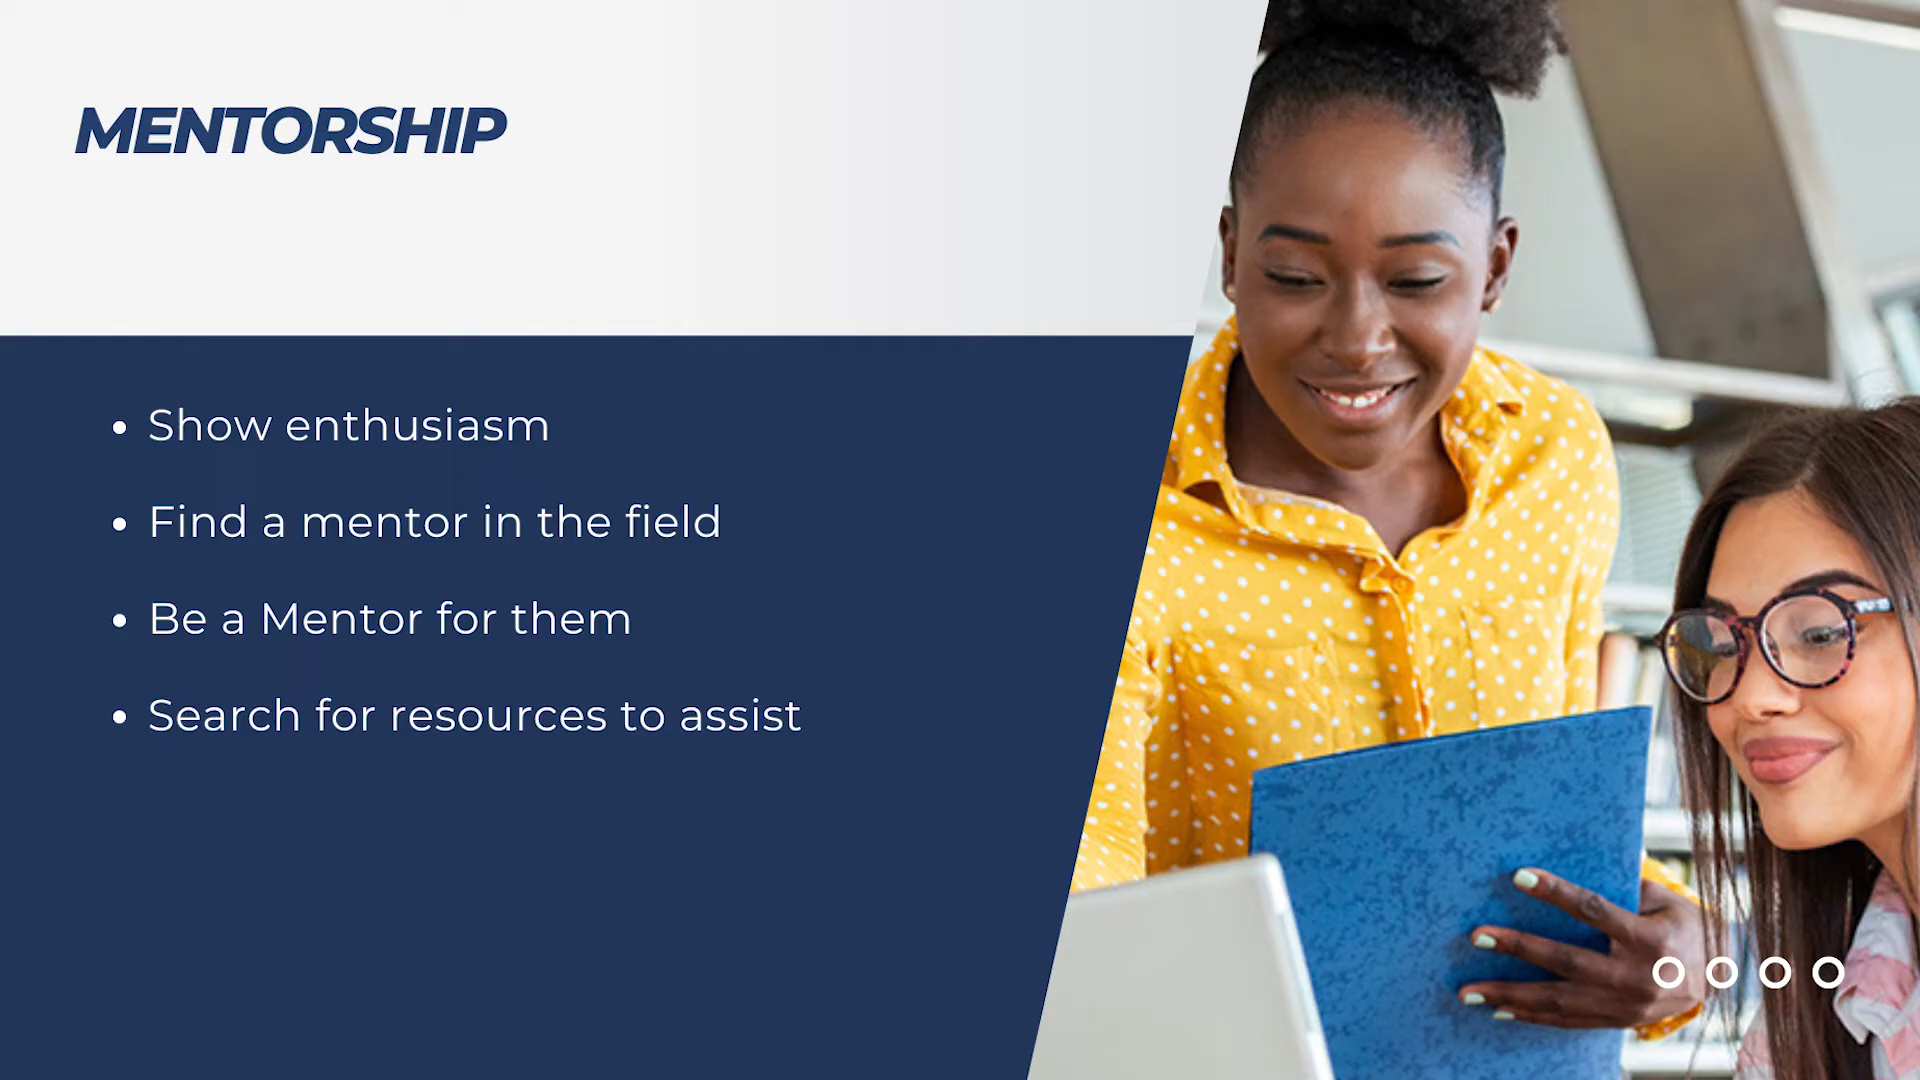 MENTORSHIP
• Show enthusiasm
• Find a mentor in the field
• Be a Mentor for them
• Search for resources to assist